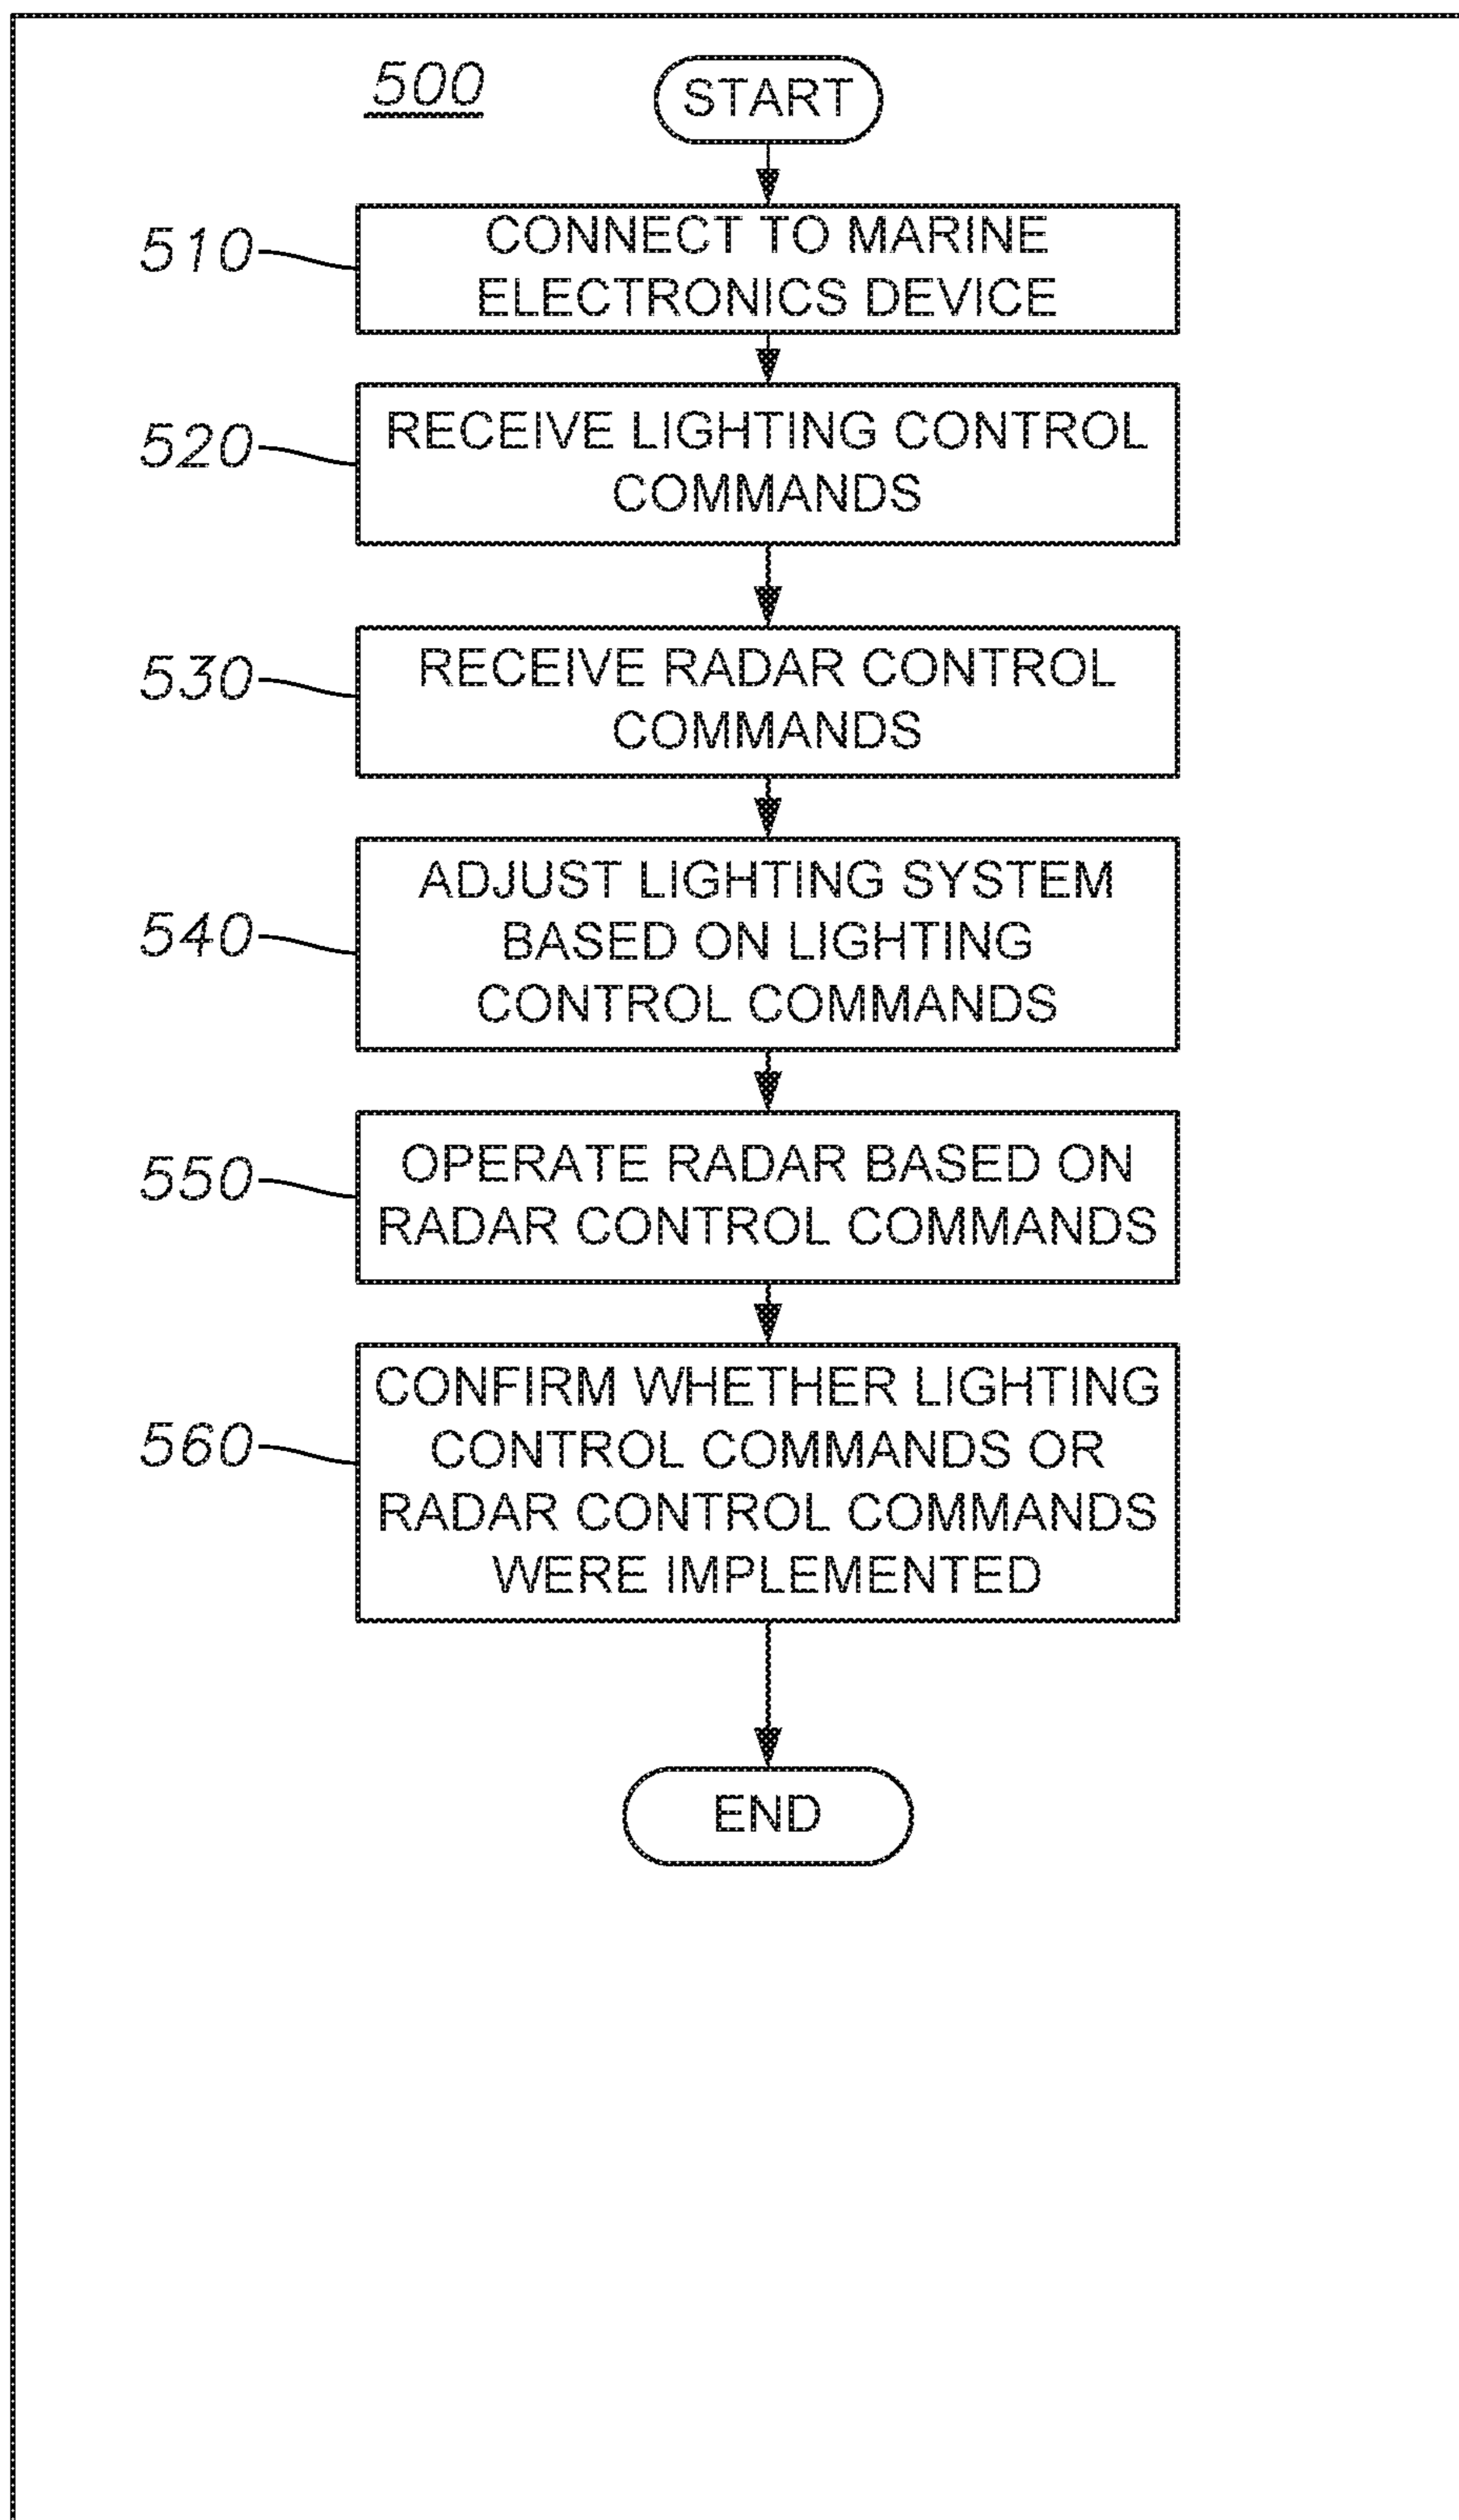 500
START
510
CONNECT TO MARINE
ELECTRONICS DEVICE
520
RECEIVE LIGHTING CONTROL
COMMANDS
530
RECEIVE RADAR CONTROL
COMMANDS
540
ADJUST LIGHTING SYSTEM
BASED ON LIGHTING
CONTROL COMMANDS
550
OPERATE RADAR BASED ON
RADAR CONTROL COMMANDS
560
CONFIRM WHETHER LIGHTING
CONTROL COMMANDS OR
RADAR CONTROL COMMANDS
WERE IMPLEMENTED
END